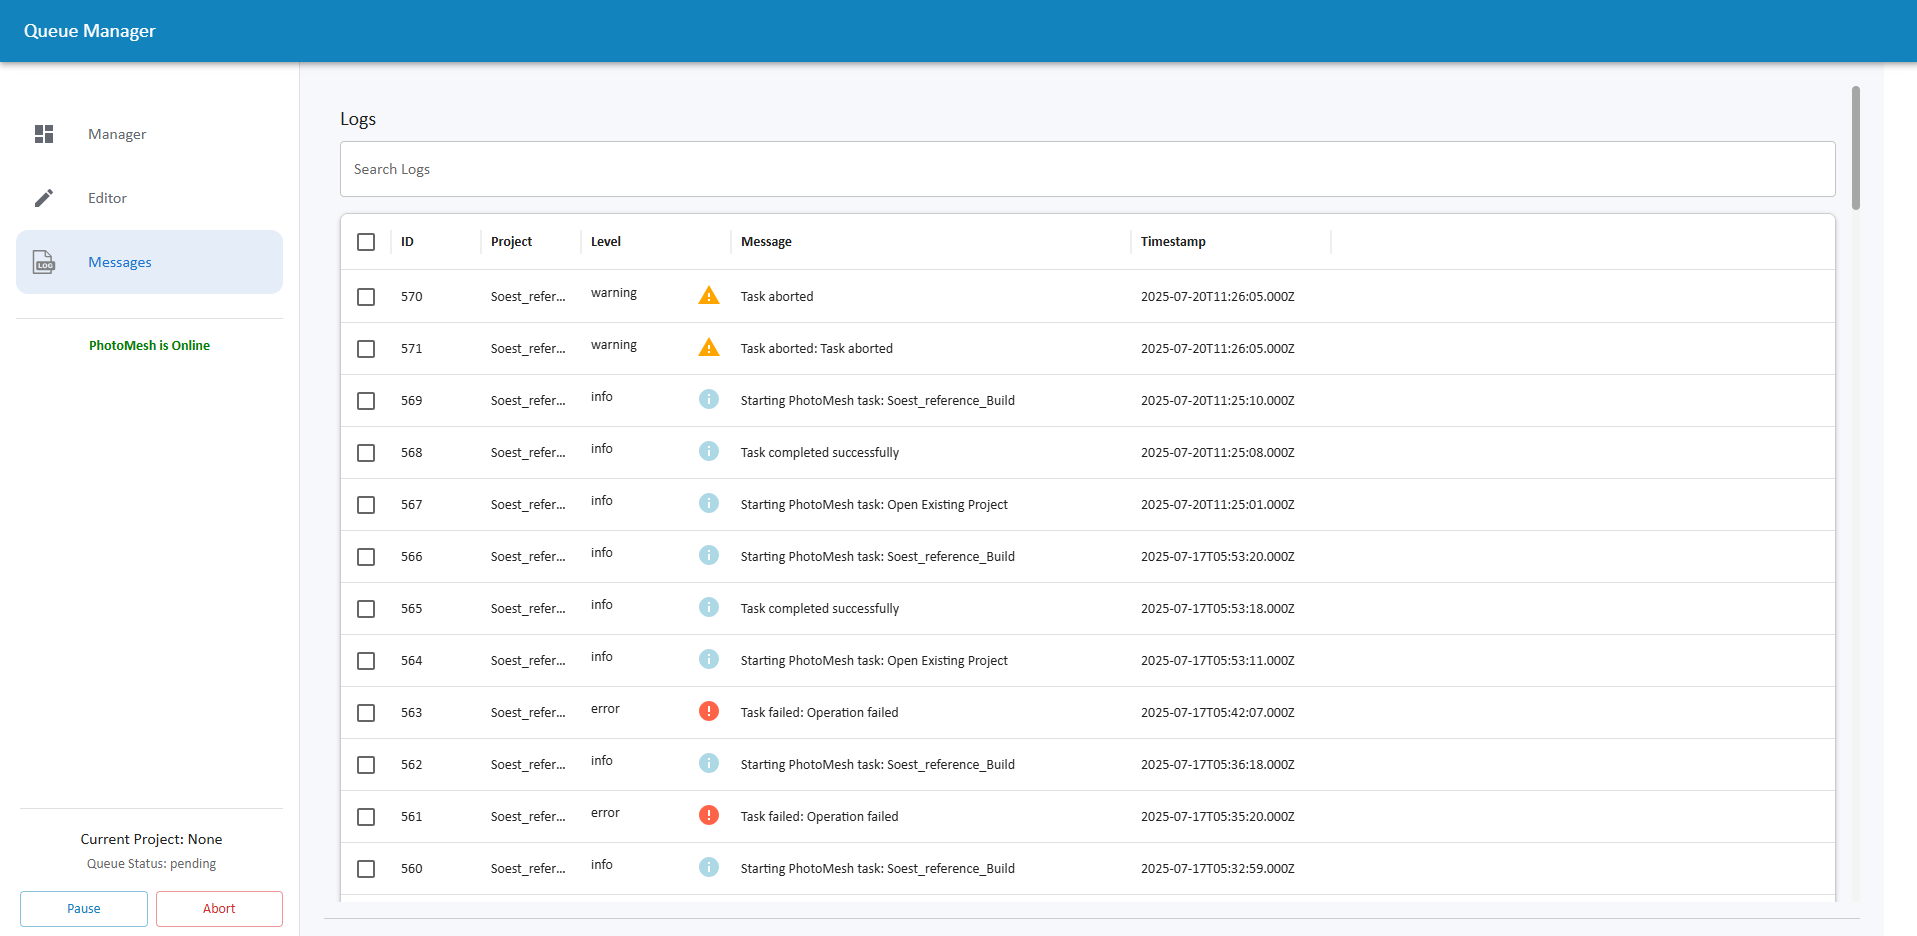 Queue Manager
Manager
Editor
LOG
Messages
PhotoMesh is Online
Current Project: None
Queue Status: pending
Pause Abort
Logs
Search Logs
ID Project Level Message Timestamp
570 Soest_refer... warning Task aborted 2025-07-20T11:26:05.000Z
571 Soest_refer... warning Task aborted: Task aborted 2025-07-20T11:26:05.000Z
569 Soest_refer... info Starting PhotoMesh task: Soest_reference_Build 2025-07-20T11:25:10.000Z
568 Soest_refer... info Task completed successfully 2025-07-20T11:25:08.000Z
567 Soest_refer... info Starting PhotoMesh task: Open Existing Project 2025-07-20T11:25:01.000Z
566 Soest_refer... info Starting PhotoMesh task: Soest_reference_Build 2025-07-17T05:53:20.000Z
565 Soest_refer... info Task completed successfully 2025-07-17T05:53:18.000Z
564 Soest_refer... info Starting PhotoMesh task: Open Existing Project 2025-07-17T05:53:11.000Z
563 Soest_refer... error Task failed: Operation failed 2025-07-17T05:42:07.000Z
562 Soest_refer... info Starting PhotoMesh task: Soest_reference_Build 2025-07-17T05:36:18.000Z
561 Soest_refer... error Task failed: Operation failed 2025-07-17T05:35:20.000Z
560 Soest_refer... info Starting PhotoMesh task: Soest_reference_Build 2025-07-17T05:32:59.000Z